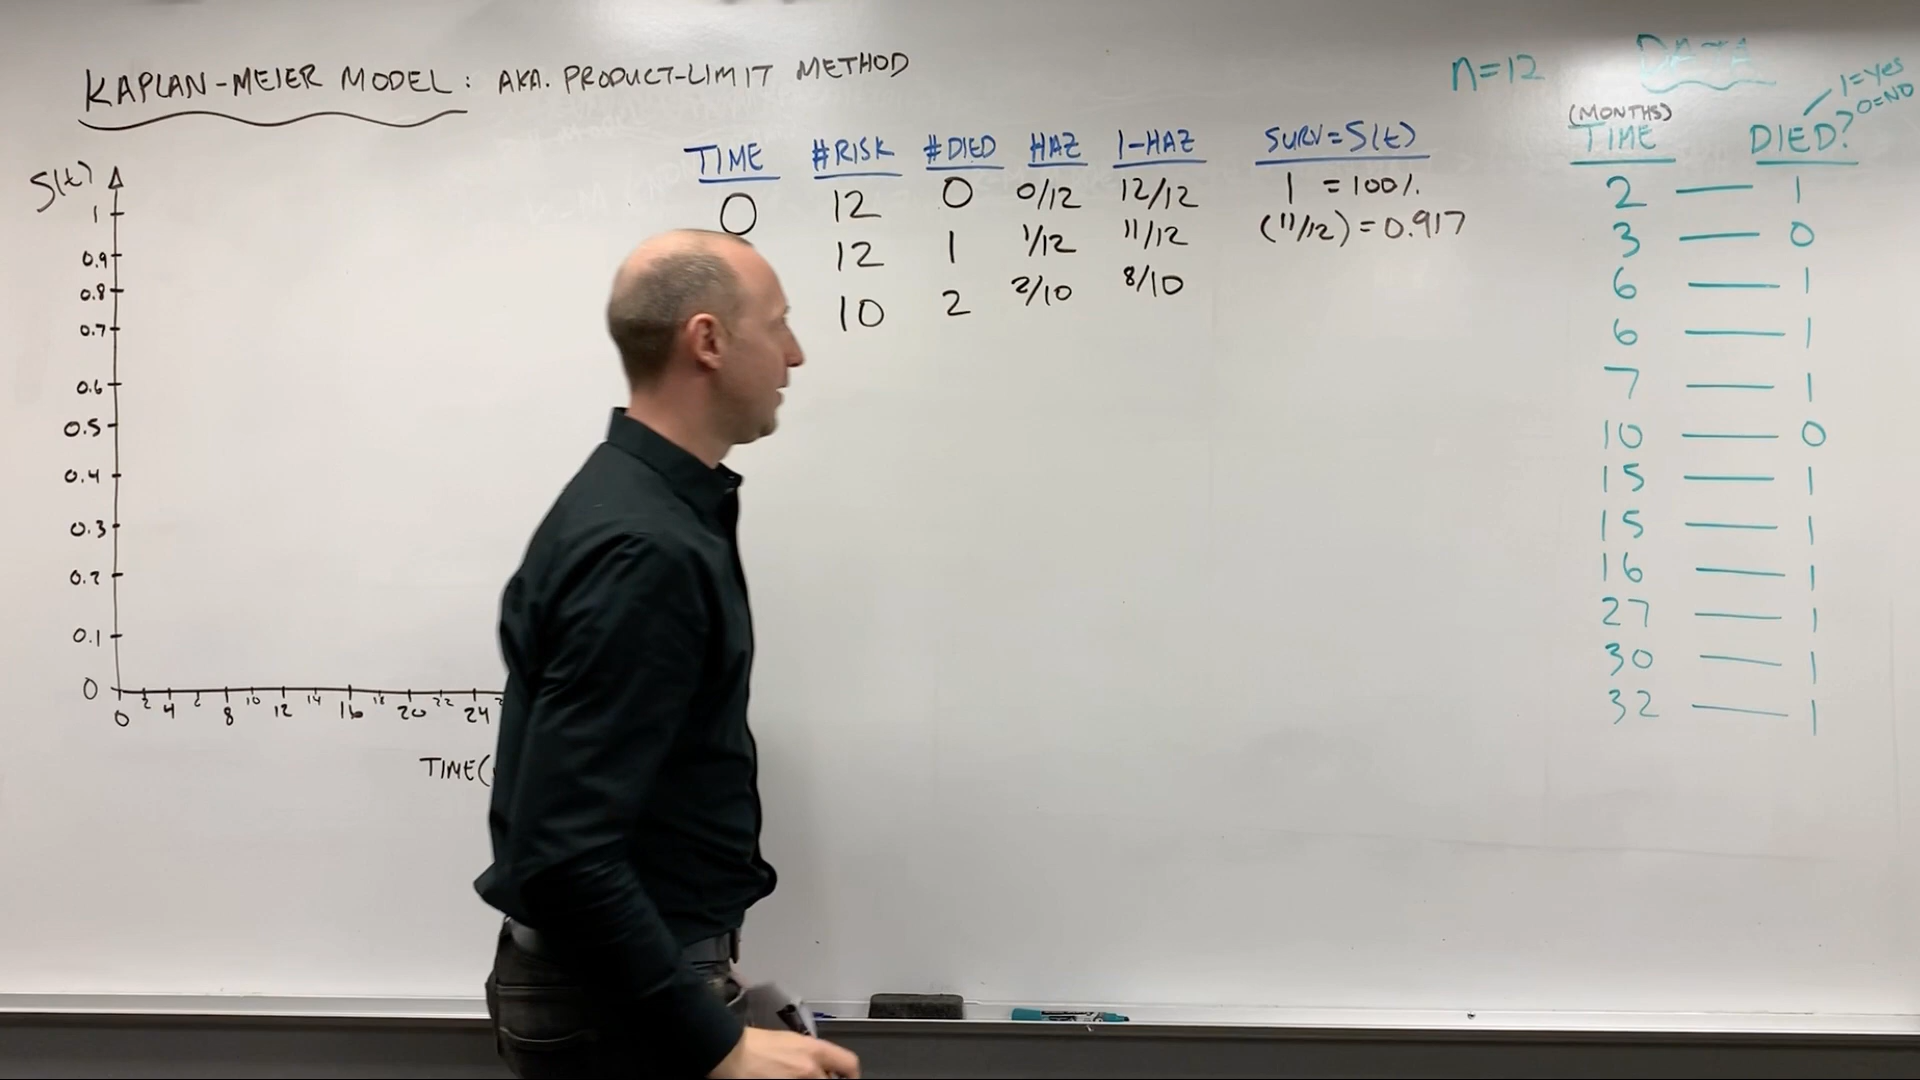 KAPLAN-MEIER MODEL: AKA. PRODUCT-LIMIT METHOD
S(t)
1
0.9
0.8
0.7
0.6
0.5
0.4
0.3
0.2
0.1
0
0 2 4 8 10 12 14 16 18 20 22 24
TIME(
TIME #RISK #DIED HAZ 1-HAZ SURV=S(t)
0 12 0 0/12 12/12 1 = 100%
12 1 1/12 11/12 (11/12) = 0.917
10 2 2/10 8/10
n=12 DATA
1=Yes
0=NO
(MONTHS)
TIME DIED?
2 — 1
3 — 0
6 — 1
6 — 1
7 — 1
10 — 0
15 — 1
15 — 1
16 — 1
27 — 1
30 — 1
32 — 1